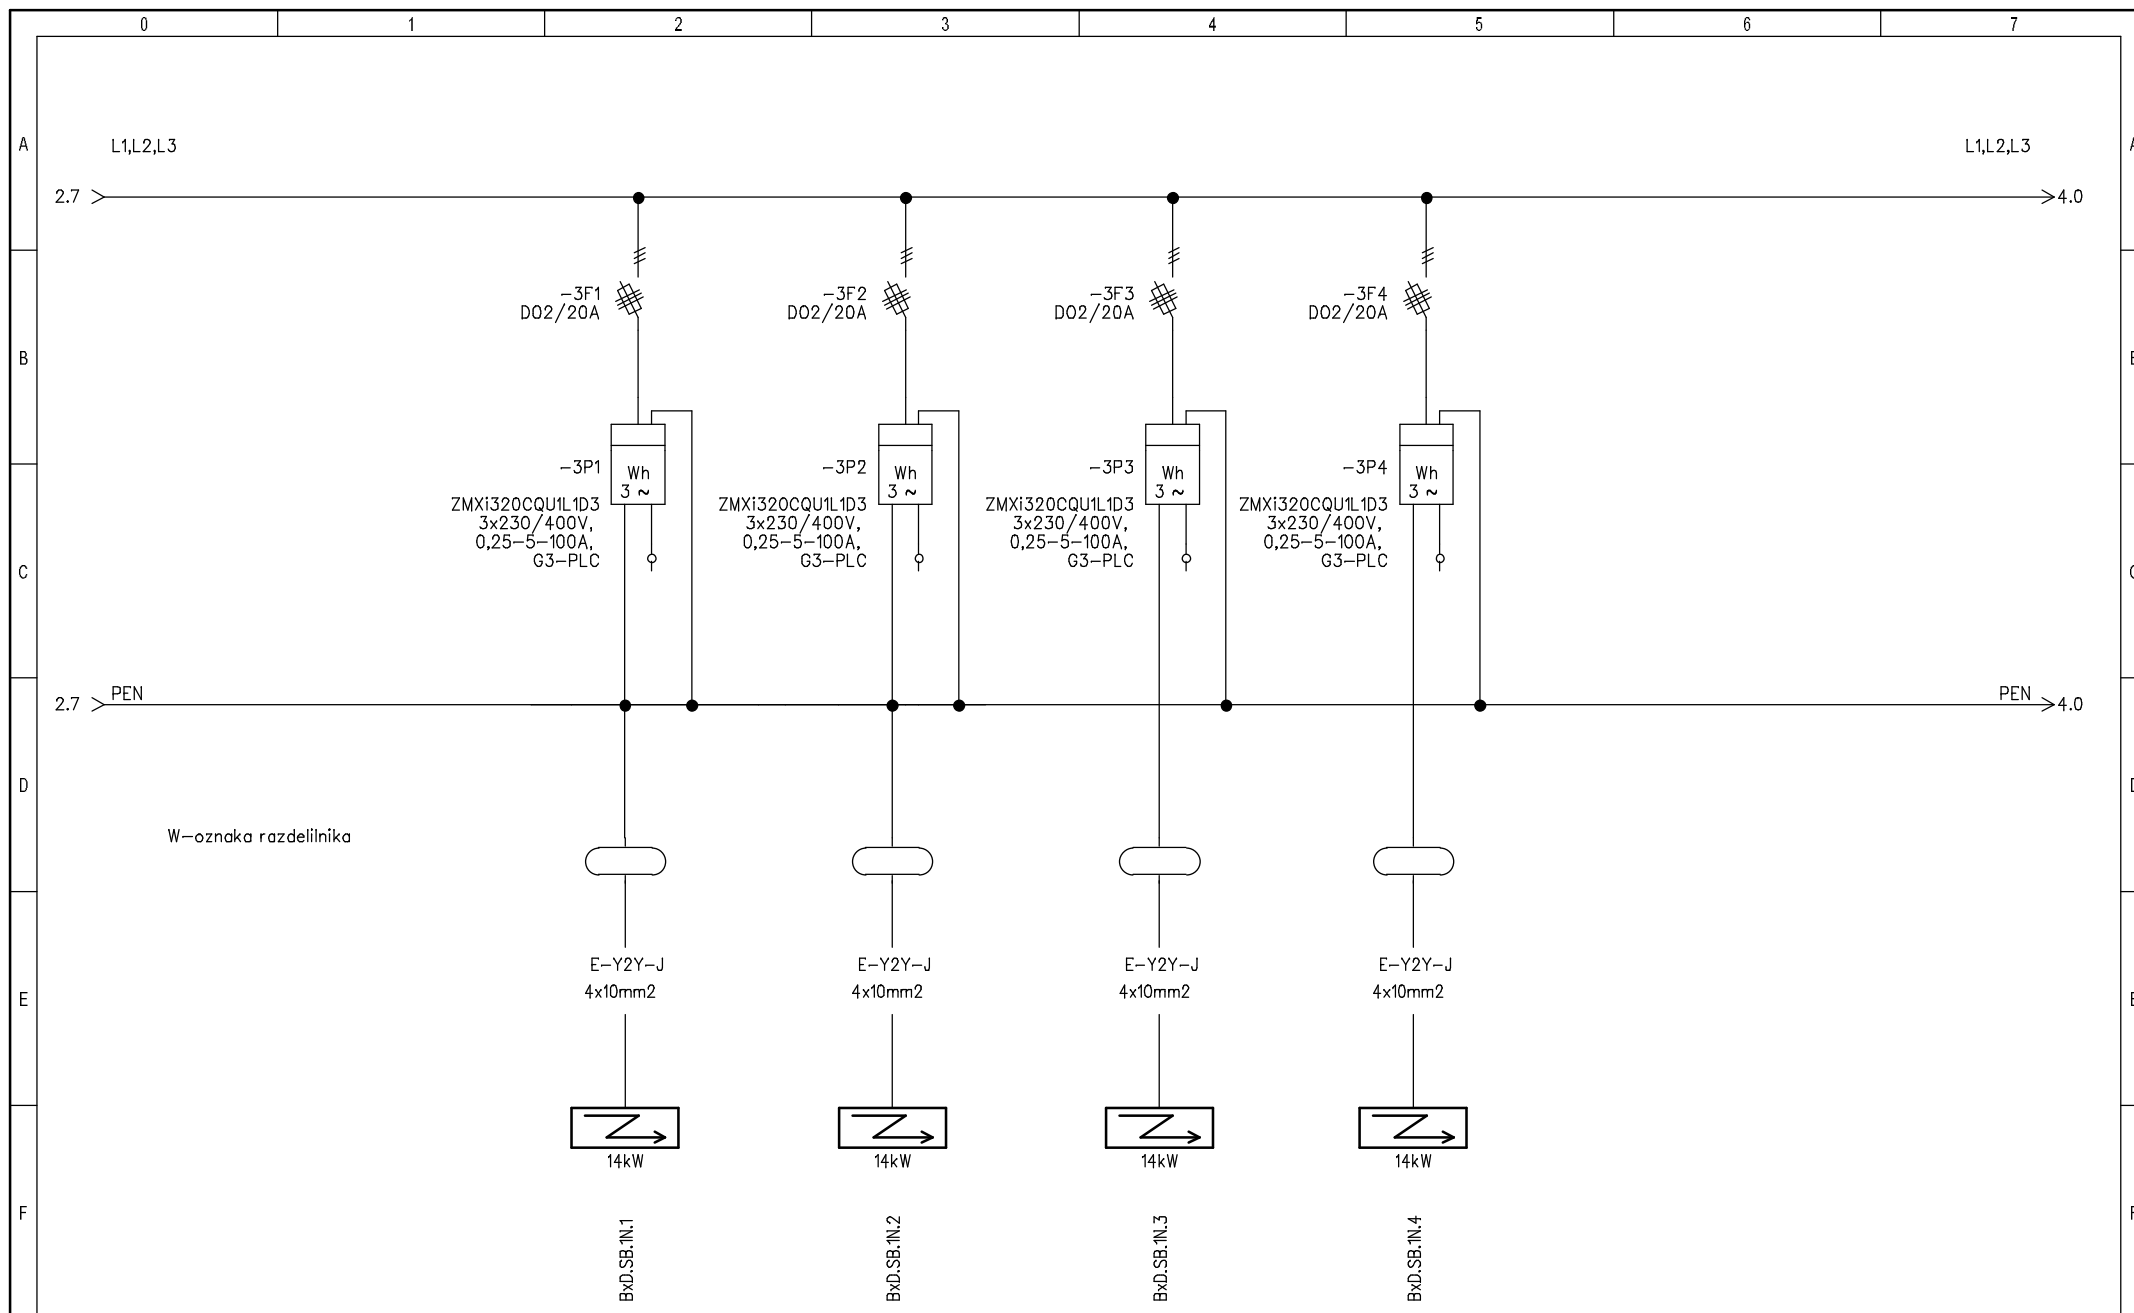 0 1 2 3 4 5 6 7
A L1,L2,L3 L1,L2,L3 A
2.7 4.0
-3F1 -3F2 -3F3 -3F4
DO2/20A DO2/20A DO2/20A DO2/20A
B
-3P1 Wh -3P2 Wh -3P3 Wh -3P4 Wh
3 ~ 3 ~ 3 ~ 3 ~
ZMXi320CQU1L1D3 ZMXi320CQU1L1D3 ZMXi320CQU1L1D3 ZMXi320CQU1L1D3
3x230/400V, 3x230/400V, 3x230/400V, 3x230/400V,
0,25-5-100A, 0,25-5-100A, 0,25-5-100A, 0,25-5-100A,
G3-PLC G3-PLC G3-PLC G3-PLC
C
PEN PEN
2.7 4.0
D
W-oznaka razdelilnika
E-Y2Y-J E-Y2Y-J E-Y2Y-J E-Y2Y-J
E 4x10mm2 4x10mm2 4x10mm2 4x10mm2
14kW 14kW 14kW 14kW
F
BxD.SB.1N.1 BxD.SB.1N.2 BxD.SB.1N.3 BxD.SB.1N.4